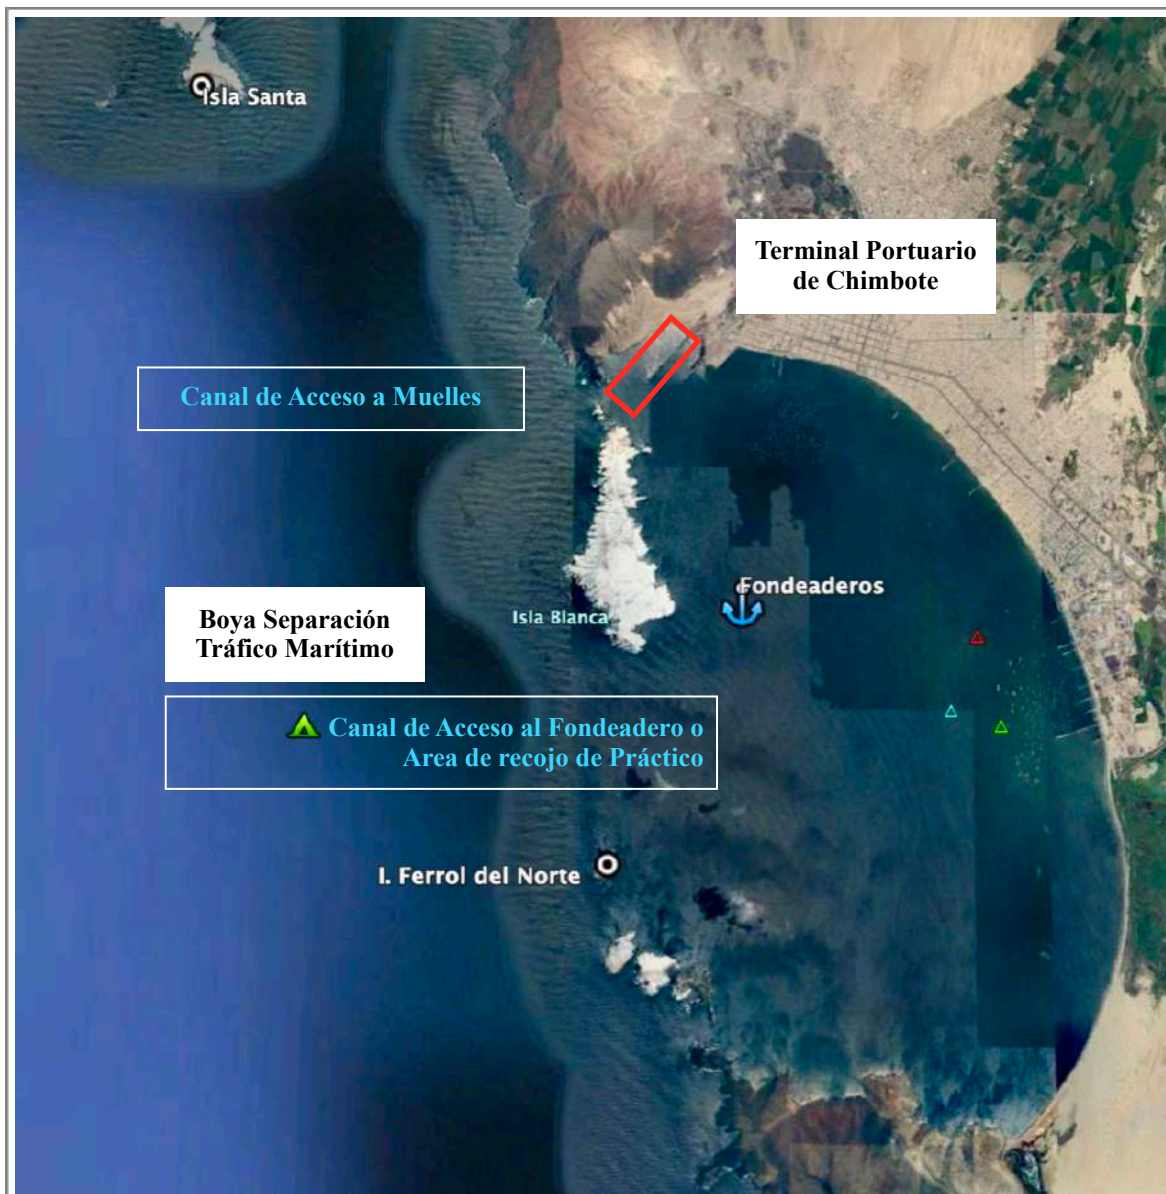 Isla Santa
Terminal Portuario
de Chimbote
Canal de Acceso a Muelles
Fondeaderos
Isla Blanca
Boya Separación
Tráfico Marítimo
Canal de Acceso al Fondeadero o
Area de recojo de Práctico
I. Ferrol del Norte